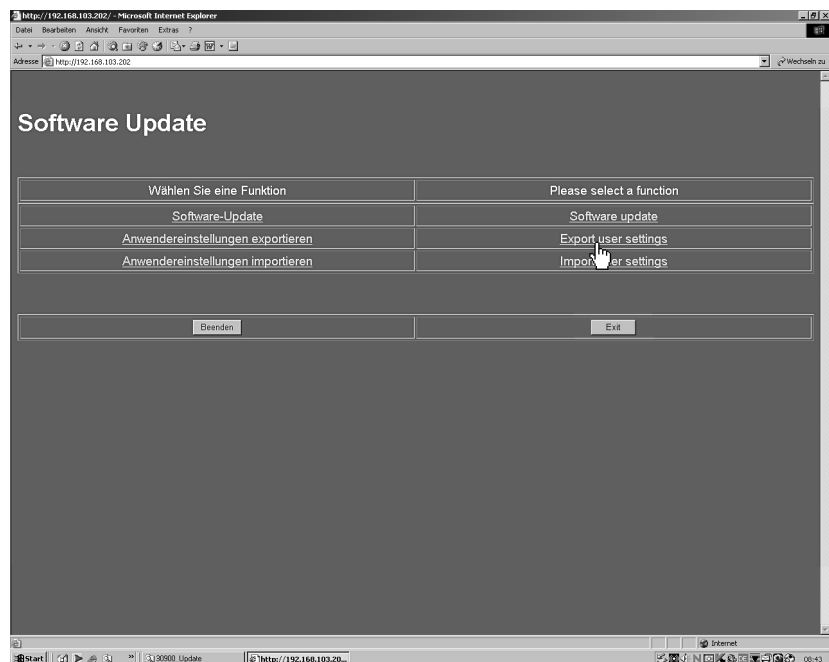 http://192.168.103.202/ - Microsoft Internet Explorer
Datei Bearbeiten Ansicht Favoriten Extras ?
Adresse http://192.168.103.202 Wechseln zu
Software Update
Wählen Sie eine Funktion Please select a function
Software-Update Software update
Anwendereinstellungen exportieren Export user settings
Anwendereinstellungen importieren Import user settings
Beenden Exit
Internet
Start » 30900 Update http://192.168.103.20... 08:43